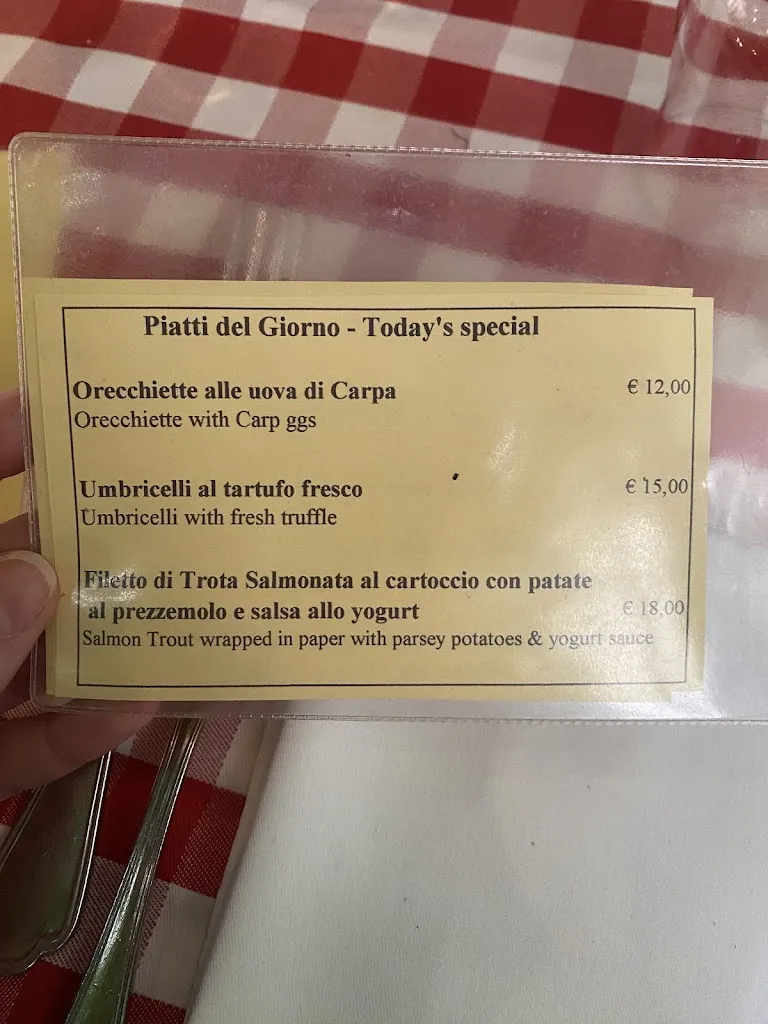 Piatti del Giorno - Today's special
Orecchiette alle uova di Carpa € 12,00
Orecchiette with Carp ggs
Umbricelli al tartufo fresco € 15,00
Umbricelli with fresh truffle
Filetto di Trota Salmonata al cartoccio con patate
al prezzemolo e salsa allo yogurt € 18,00
Salmon Trout wrapped in paper with parsey potatoes & yogurt sauce